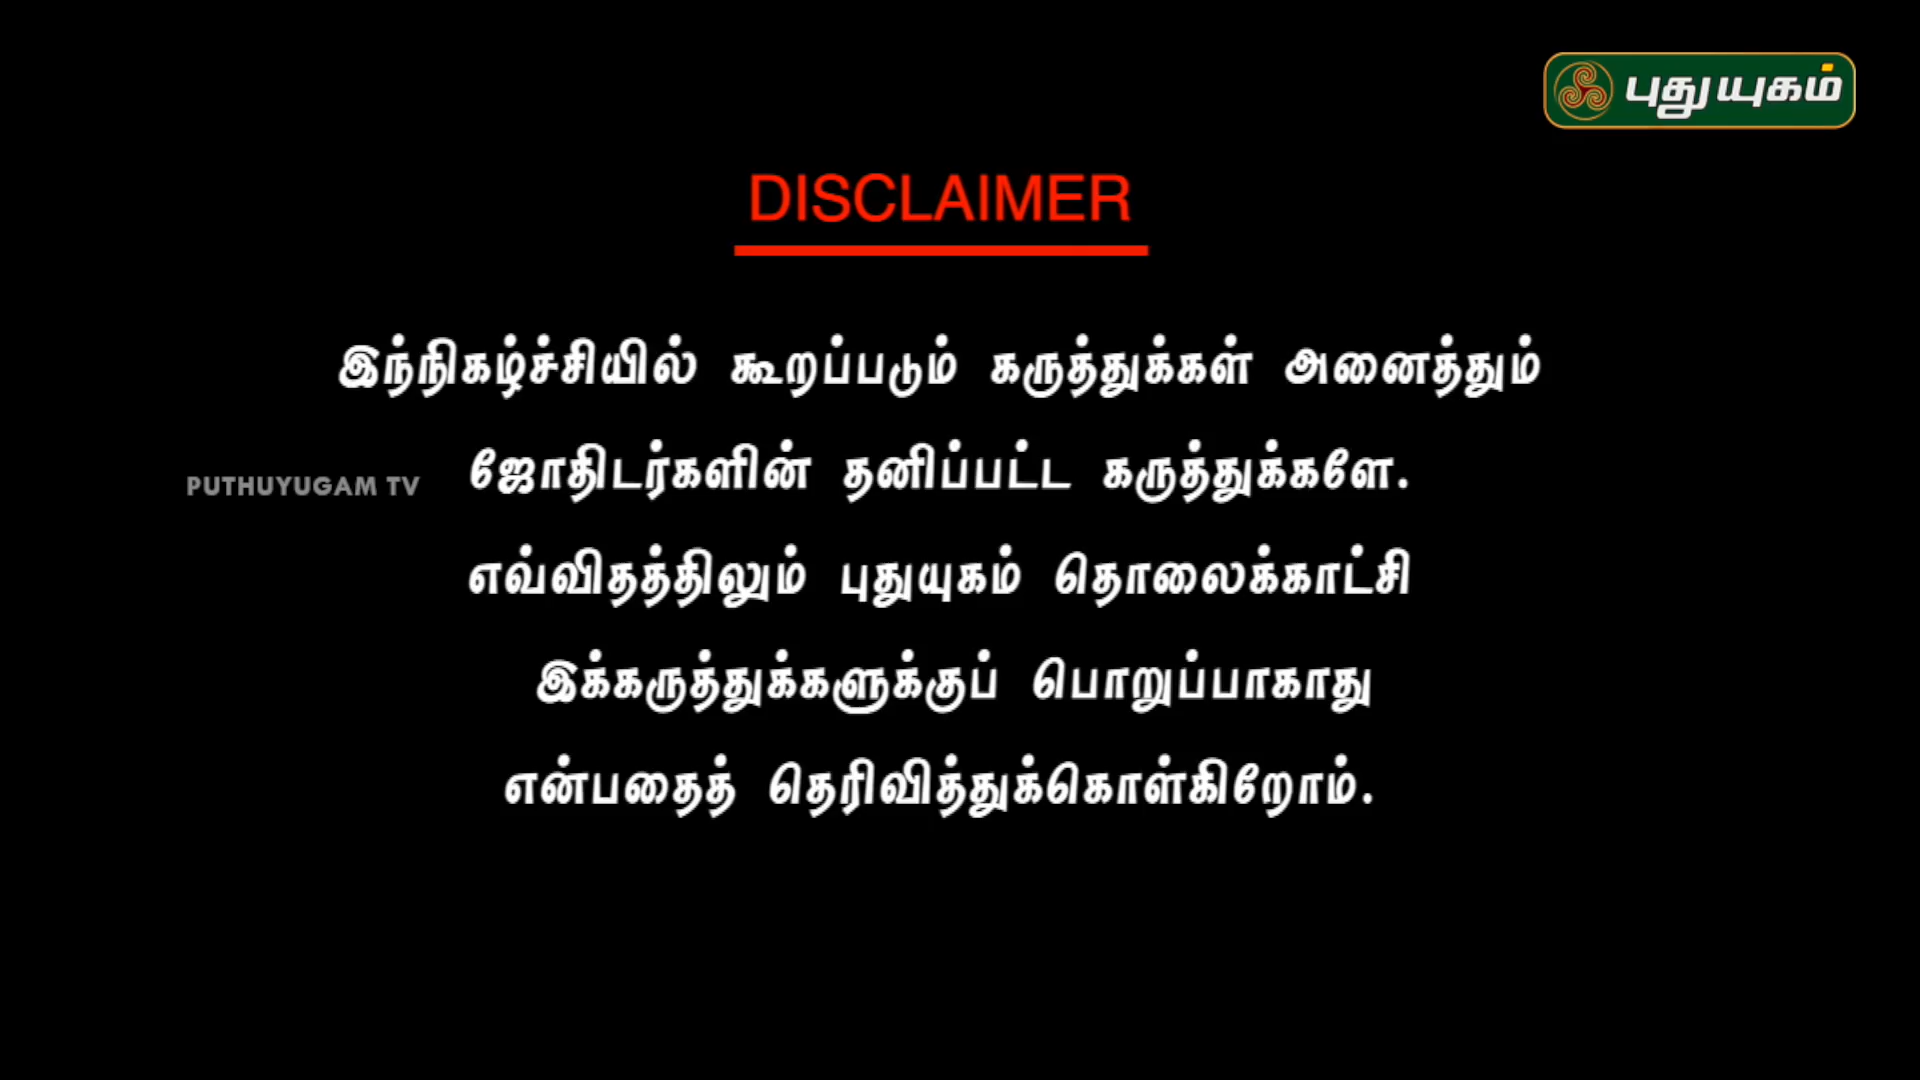 புதுயுகம்
DISCLAIMER
இந்நிகழ்ச்சியில் கூறப்படும் கருத்துக்கள் அனைத்தும்
ஜோதிடர்களின் தனிப்பட்ட கருத்துக்களே.
PUTHUYUGAM TV
எவ்விதத்திலும் புதுயுகம் தொலைக்காட்சி
இக்கருத்துக்களுக்குப் பொறுப்பாகாது
என்பதைத் தெரிவித்துக்கொள்கிறோம்.